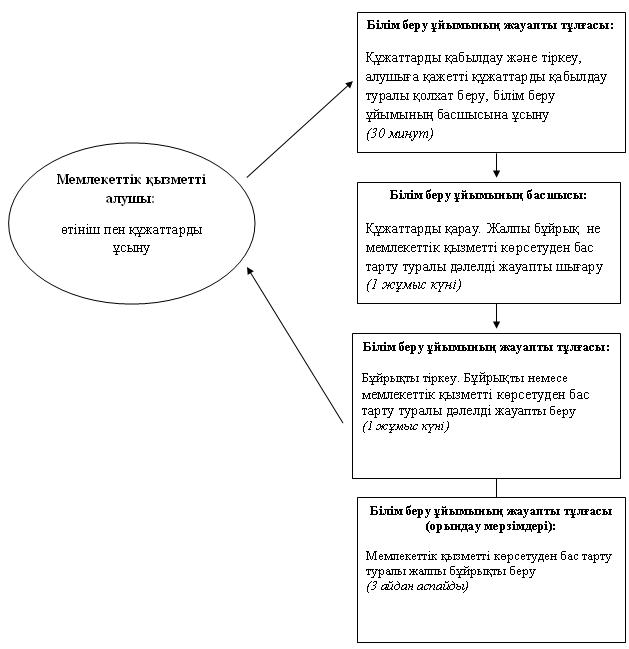 Мемлекеттік қызметті
алушы:
өтініш пен құжаттарды
ұсыну
Білім беру ұйымының жауапты тұлғасы:
Құжаттарды қабылдау және тіркеу,
алушыға қажетті құжаттарды қабылдау
туралы қолхат беру, білім беру
ұйымының басшысына ұсыну
(30 минут)
Білім беру ұйымының басшысы:
Құжаттарды қарау. Жалпы бұйрық не
мемлекеттік қызметті көрсетуден бас
тарту туралы дәлелді жауапты шығару
(1 жұмыс күні)
Білім беру ұйымының жауапты тұлғасы:
Бұйрықты тіркеу. Бұйрықты немесе
мемлекеттік қызметті көрсетуден бас
тарту туралы дәлелді жауапты беру
(1 жұмыс күні)
Білім беру ұйымының жауапты тұлғасы
(орындау мерзімдері):
Мемлекеттік қызметті көрсетуден бас тарту
туралы жалпы бұйрықты беру
(3 айдан аспайды)